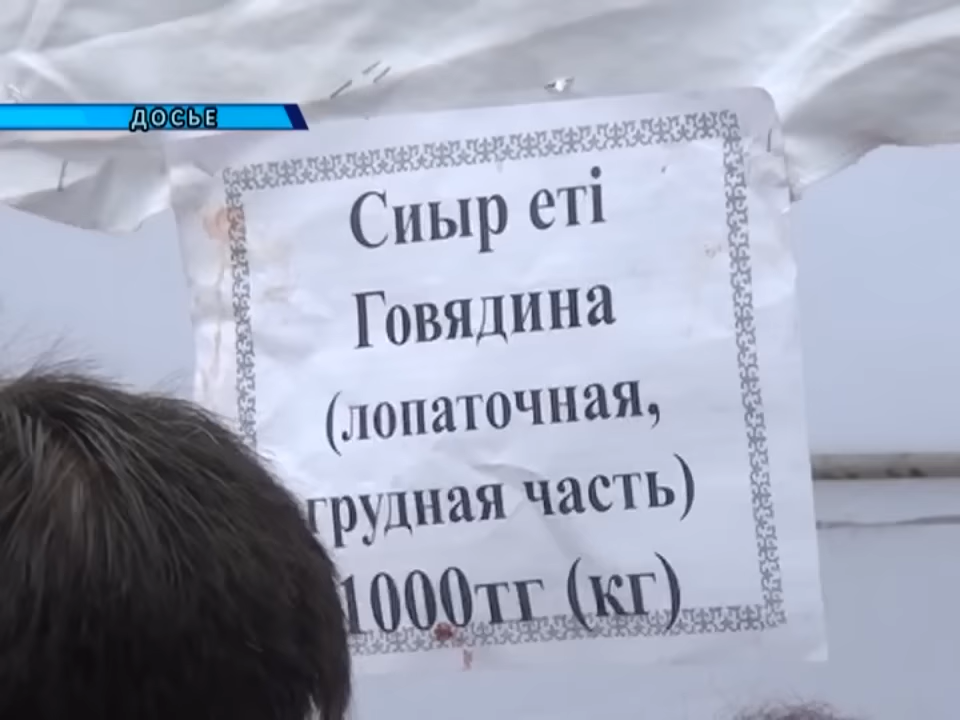 ДОСЬЕ
Сиыр еті
Говядина
(лопаточная,
грудная часть)
1000тг (кг)